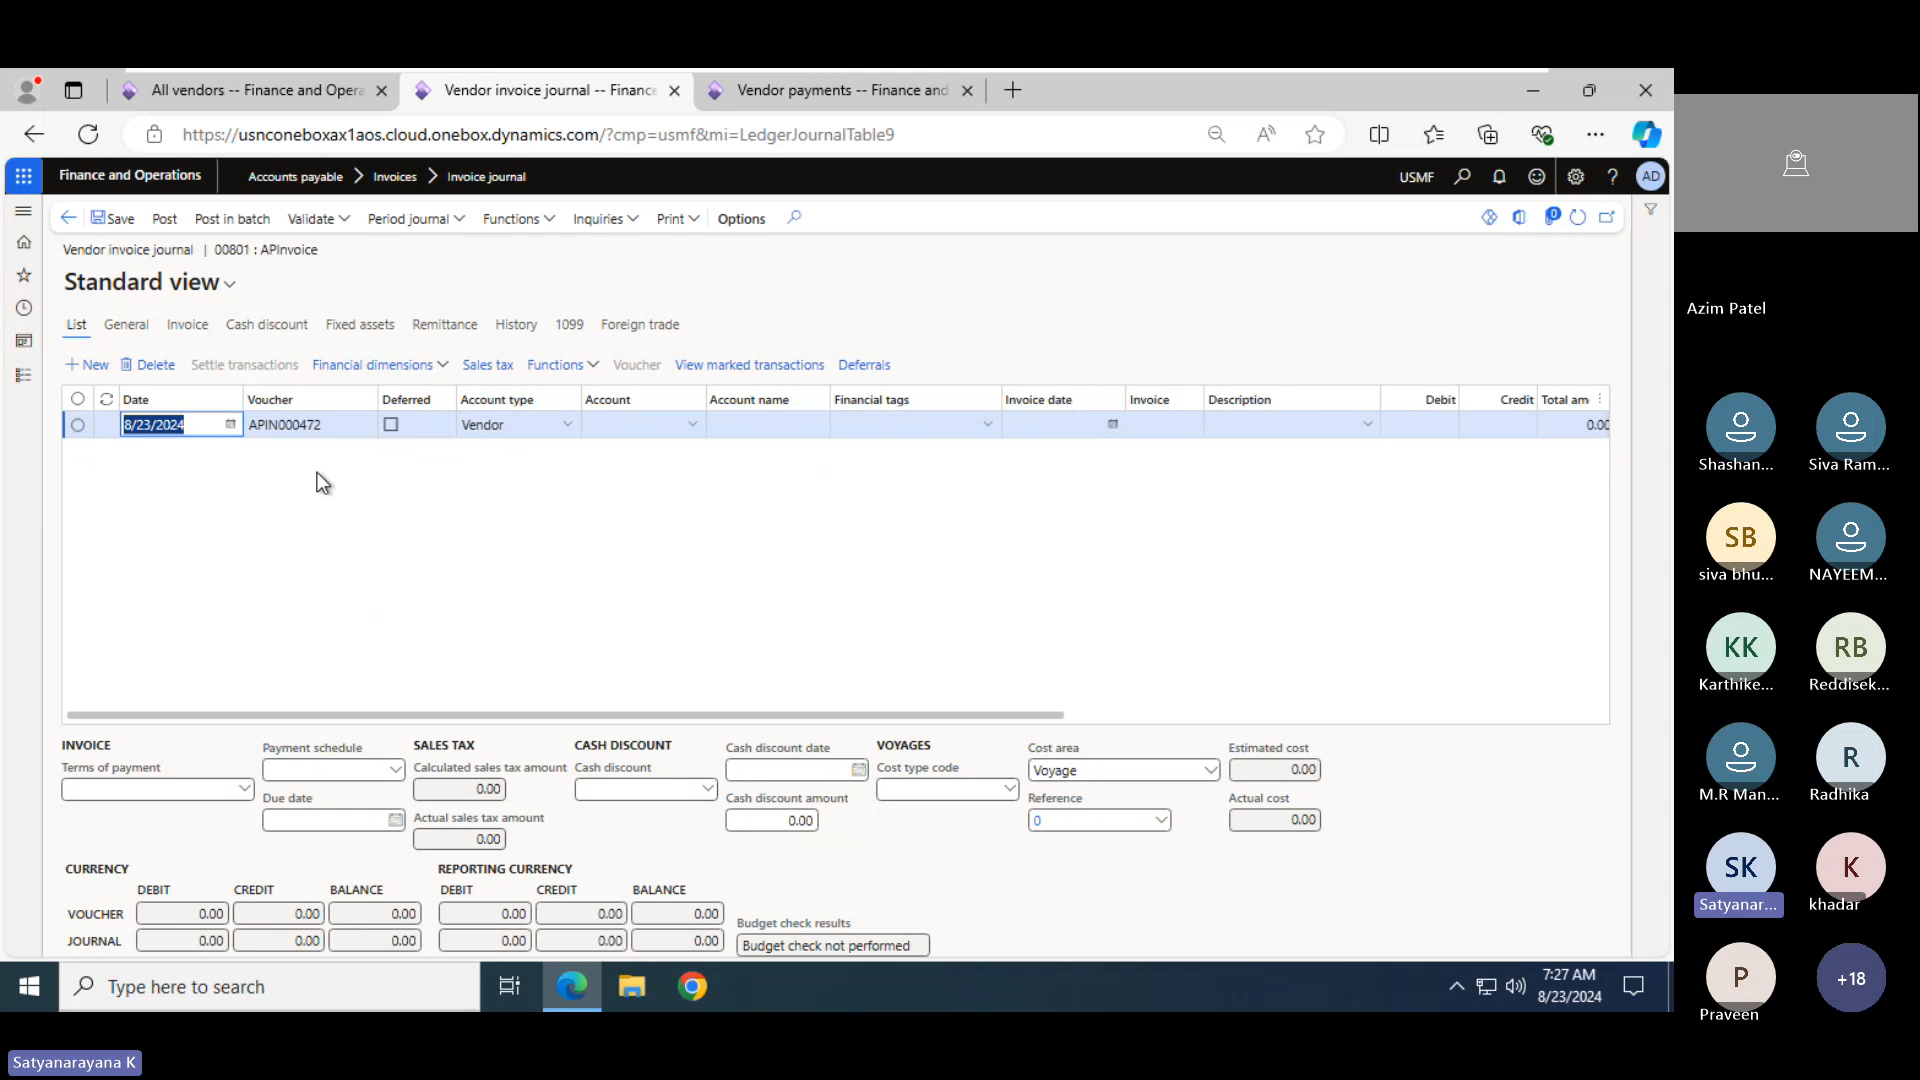 All vendors -- Finance and Opera
Vendor invoice journal -- Finance
Vendor payments -- Finance and
https://usnconeboxax1aos.cloud.onebox.dynamics.com/?cmp=usmf&mi=LedgerJournalTable9
Finance and Operations
Accounts payable > Invoices > Invoice journal
USMF
AD
Save Post Post in batch Validate Period journal Functions Inquiries Print Options
0
Vendor invoice journal | 00801 : APInvoice
Standard view
List General Invoice Cash discount Fixed assets Remittance History 1099 Foreign trade
New Delete Settle transactions Financial dimensions Sales tax Functions Voucher View marked transactions Deferrals
Date Voucher Deferred Account type Account Account name Financial tags Invoice date Invoice Description Debit Credit Total am
8/23/2024 APIN000472 Vendor 0.00
INVOICE Payment schedule SALES TAX CASH DISCOUNT Cash discount date VOYAGES Cost area Estimated cost
Terms of payment Calculated sales tax amount Cash discount Cost type code Voyage 0.00
0.00
Due date Cash discount amount Reference Actual cost
Actual sales tax amount 0.00 0 0.00
0.00
CURRENCY REPORTING CURRENCY
DEBIT CREDIT BALANCE DEBIT CREDIT BALANCE
VOUCHER 0.00 0.00 0.00 0.00 0.00 0.00
Budget check results
JOURNAL 0.00 0.00 0.00 0.00 0.00 0.00
Budget check not performed
Type here to search
7:27 AM
8/23/2024
Azim Patel
Shashan...
Siva Ram...
SB
siva bhu...
NAYEEM...
KK
Karthike...
RB
Reddisek...
M.R Man...
R
Radhika
SK
Satyanar...
K
khadar
P
Praveen
+18
Satyanarayana K